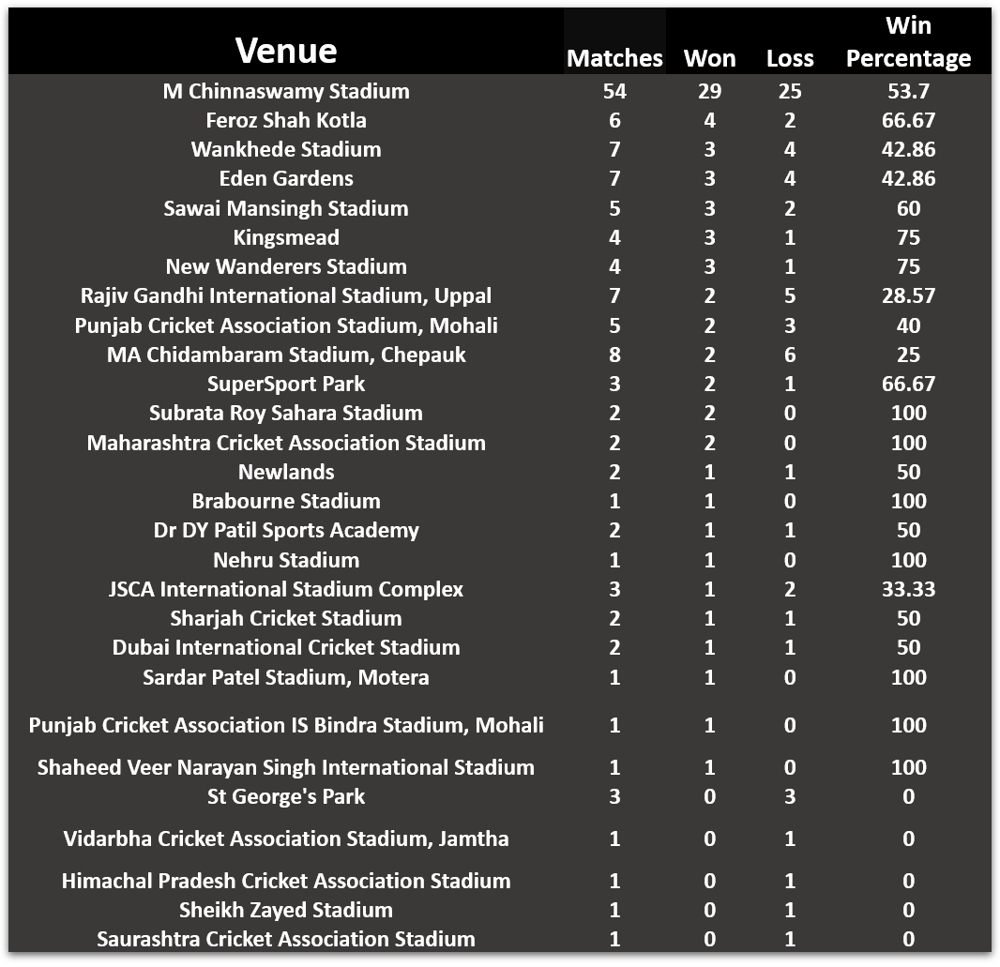 Venue Matches Won Loss Win Percentage
M Chinnaswamy Stadium 54 29 25 53.7
Feroz Shah Kotla 6 4 2 66.67
Wankhede Stadium 7 3 4 42.86
Eden Gardens 7 3 4 42.86
Sawai Mansingh Stadium 5 3 2 60
Kingsmead 4 3 1 75
New Wanderers Stadium 4 3 1 75
Rajiv Gandhi International Stadium, Uppal 7 2 5 28.57
Punjab Cricket Association Stadium, Mohali 5 2 3 40
MA Chidambaram Stadium, Chepauk 8 2 6 25
SuperSport Park 3 2 1 66.67
Subrata Roy Sahara Stadium 2 2 0 100
Maharashtra Cricket Association Stadium 2 2 0 100
Newlands 2 1 1 50
Brabourne Stadium 1 1 0 100
Dr DY Patil Sports Academy 2 1 1 50
Nehru Stadium 1 1 0 100
JSCA International Stadium Complex 3 1 2 33.33
Sharjah Cricket Stadium 2 1 1 50
Dubai International Cricket Stadium 2 1 1 50
Sardar Patel Stadium, Motera 1 1 0 100
Punjab Cricket Association IS Bindra Stadium, Mohali 1 1 0 100
Shaheed Veer Narayan Singh International Stadium 1 1 0 100
St George's Park 3 0 3 0
Vidarbha Cricket Association Stadium, Jamtha 1 0 1 0
Himachal Pradesh Cricket Association Stadium 1 0 1 0
Sheikh Zayed Stadium 1 0 1 0
Saurashtra Cricket Association Stadium 1 0 1 0